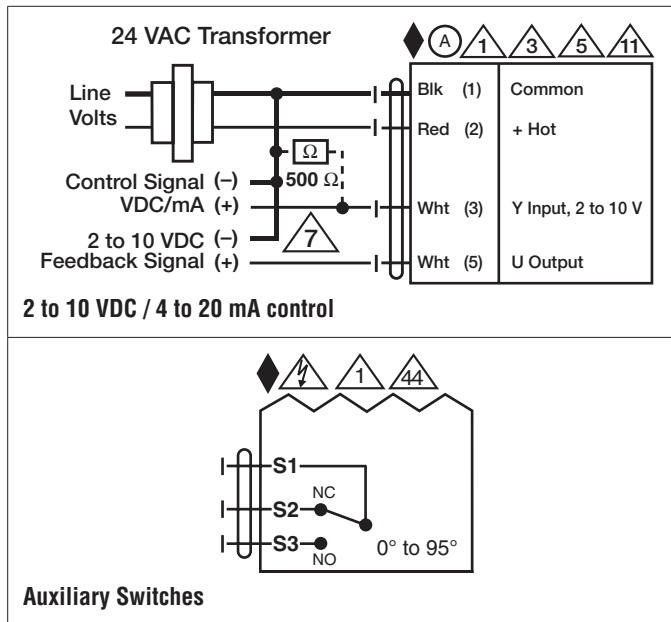 24 VAC Transformer
A 1 3 5 11
Line
Volts
Blk (1) Common
Red (2) + Hot
Ω
500 Ω
Control Signal (–)
VDC/mA (+)
Wht (3) Y Input, 2 to 10 V
2 to 10 VDC (–)
7
Feedback Signal (+)
Wht (5) U Output
2 to 10 VDC / 4 to 20 mA control
1 44
S1
NC
S2
S3
NO
0° to 95°
Auxiliary Switches